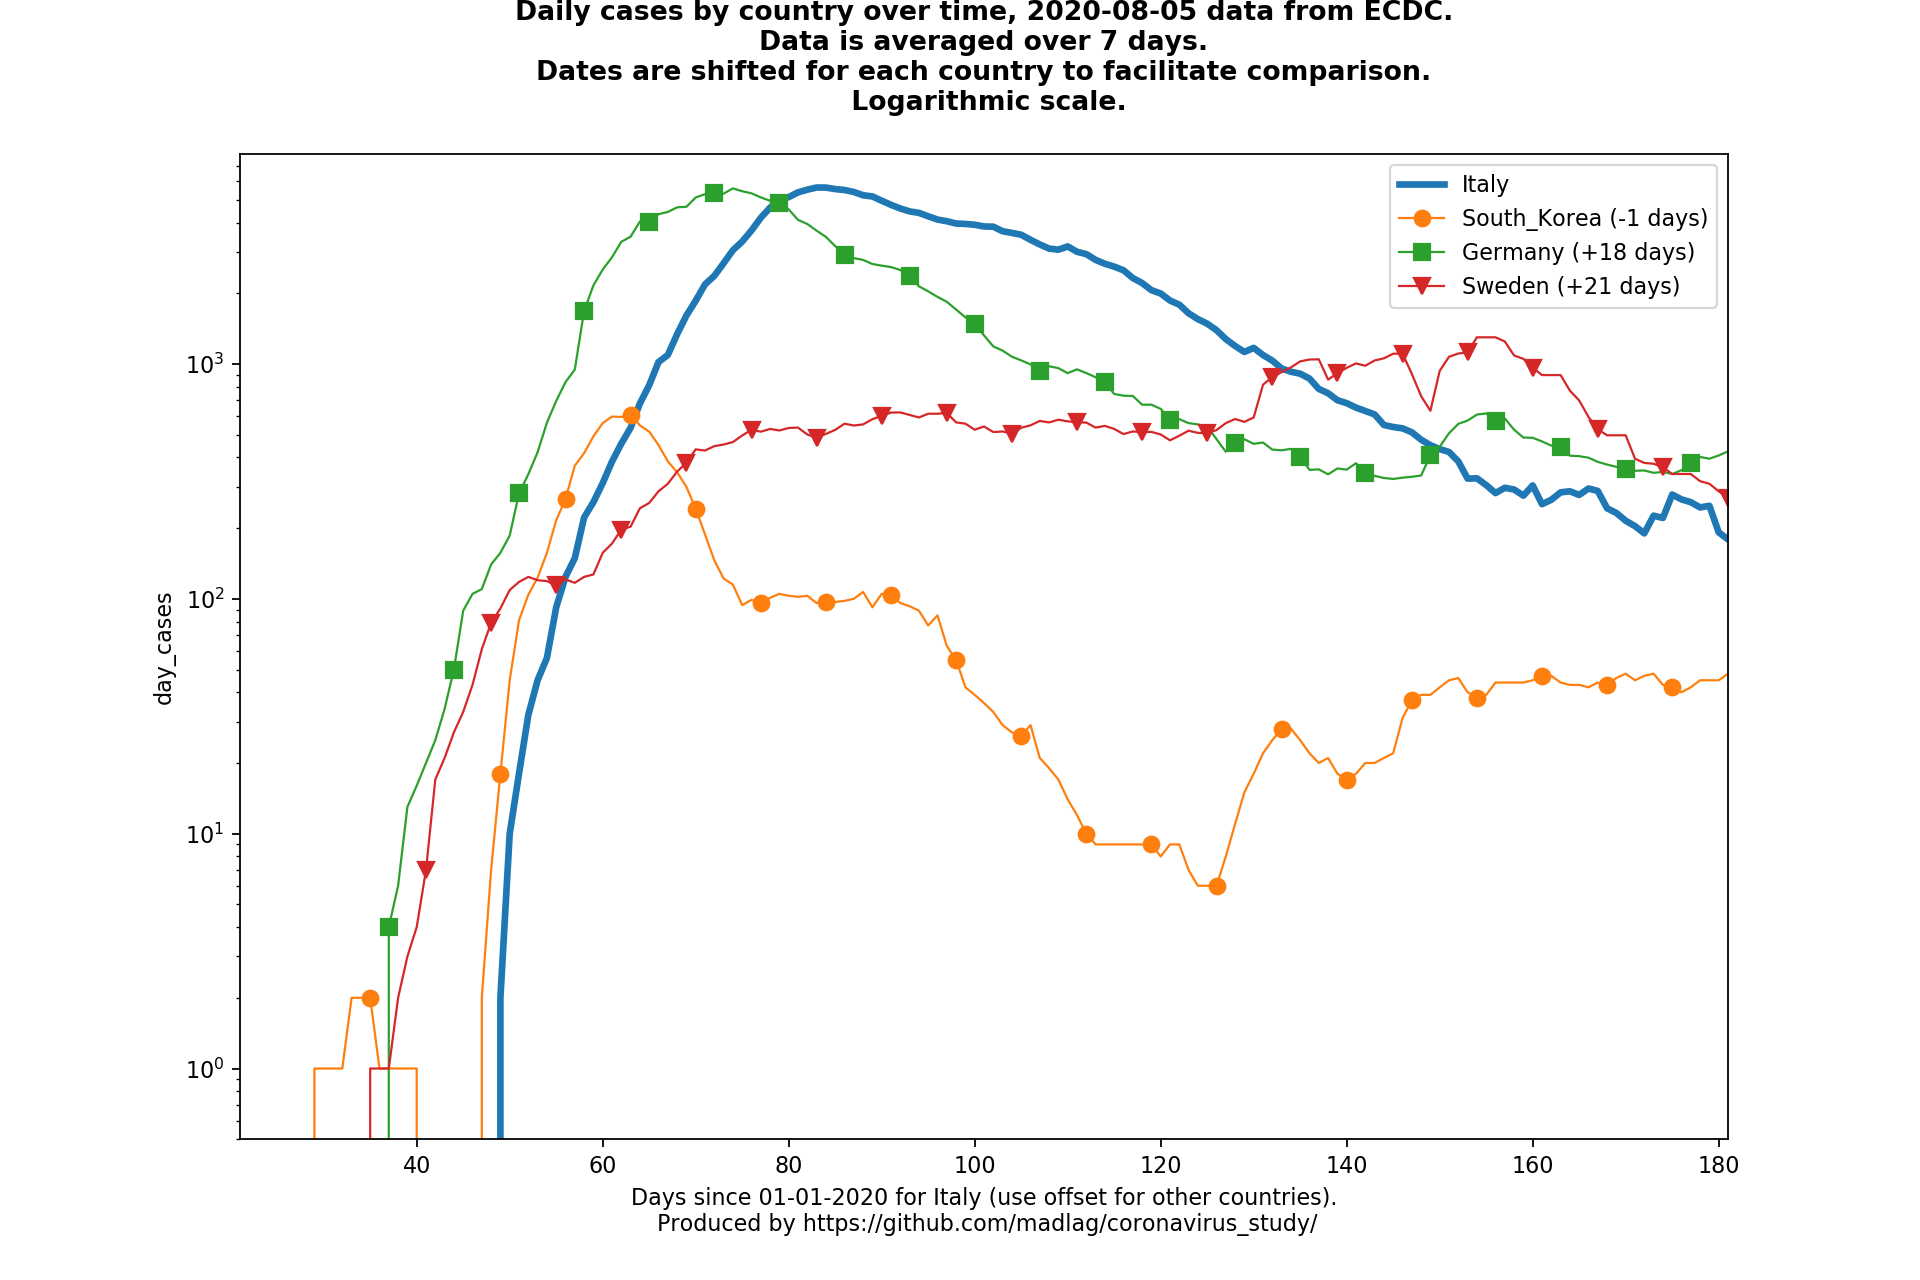 Daily cases by country over time, 2020-08-05 data from ECDC.
Data is averaged over 7 days.
Dates are shifted for each country to facilitate comparison.
Logarithmic scale.
Italy
South_Korea (-1 days)
Germany (+18 days)
Sweden (+21 days)
day_cases
10³
10²
10¹
10⁰
40 60 80 100 120 140 160 180
Days since 01-01-2020 for Italy (use offset for other countries).
Produced by https://github.com/madlag/coronavirus_study/